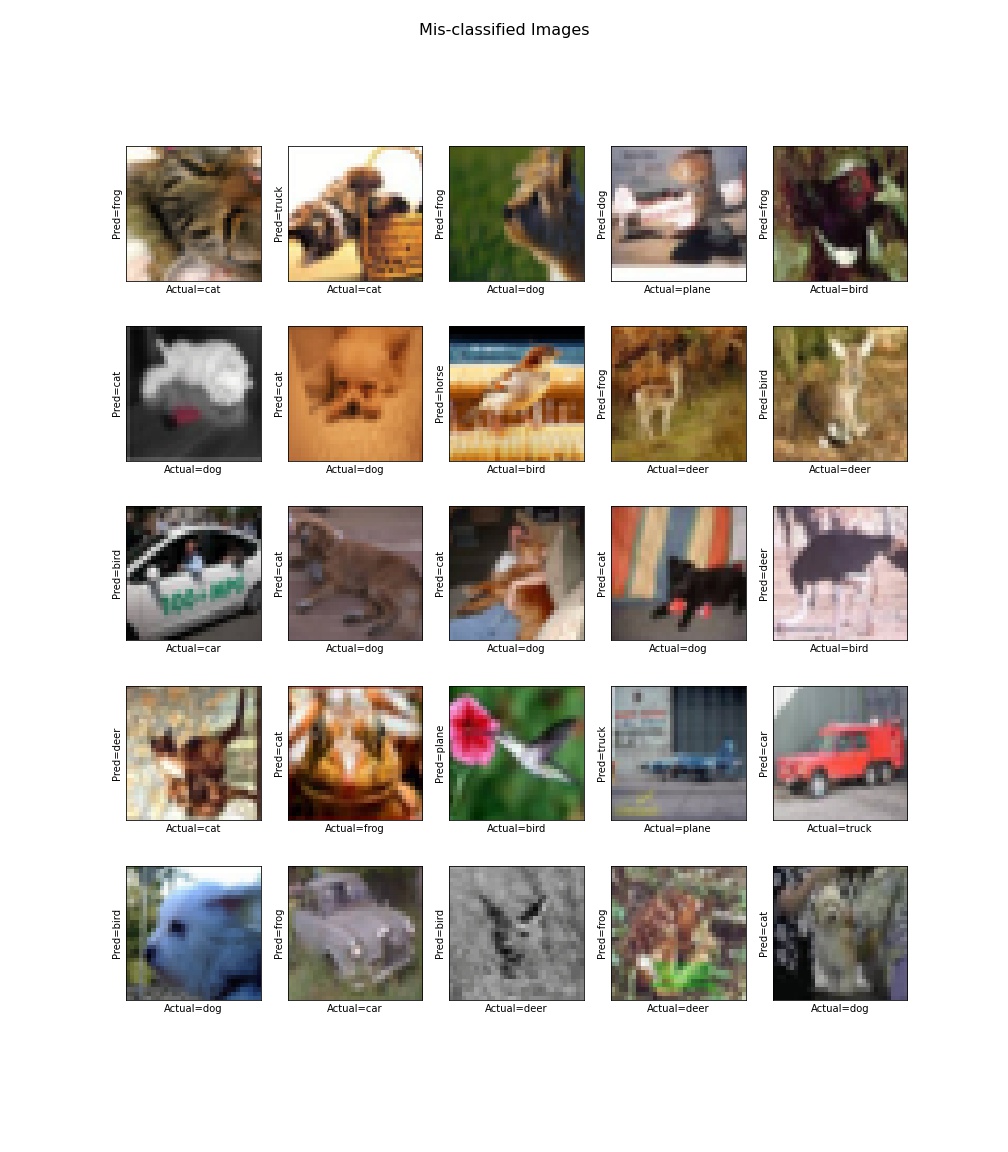 Mis-classified Images
Pred=frog
Actual=cat
Pred=truck
Actual=cat
Pred=frog
Actual=dog
Pred=dog
Actual=plane
Pred=frog
Actual=bird
Pred=cat
Actual=dog
Pred=cat
Actual=dog
Pred=horse
Actual=bird
Pred=frog
Actual=deer
Pred=bird
Actual=deer
Pred=bird
Actual=car
Pred=cat
Actual=dog
Pred=cat
Actual=dog
Pred=cat
Actual=dog
Pred=deer
Actual=bird
Pred=deer
Actual=cat
Pred=cat
Actual=frog
Pred=plane
Actual=bird
Pred=truck
Actual=plane
Pred=car
Actual=truck
Pred=bird
Actual=dog
Pred=frog
Actual=car
Pred=bird
Actual=deer
Pred=frog
Actual=deer
Pred=cat
Actual=dog